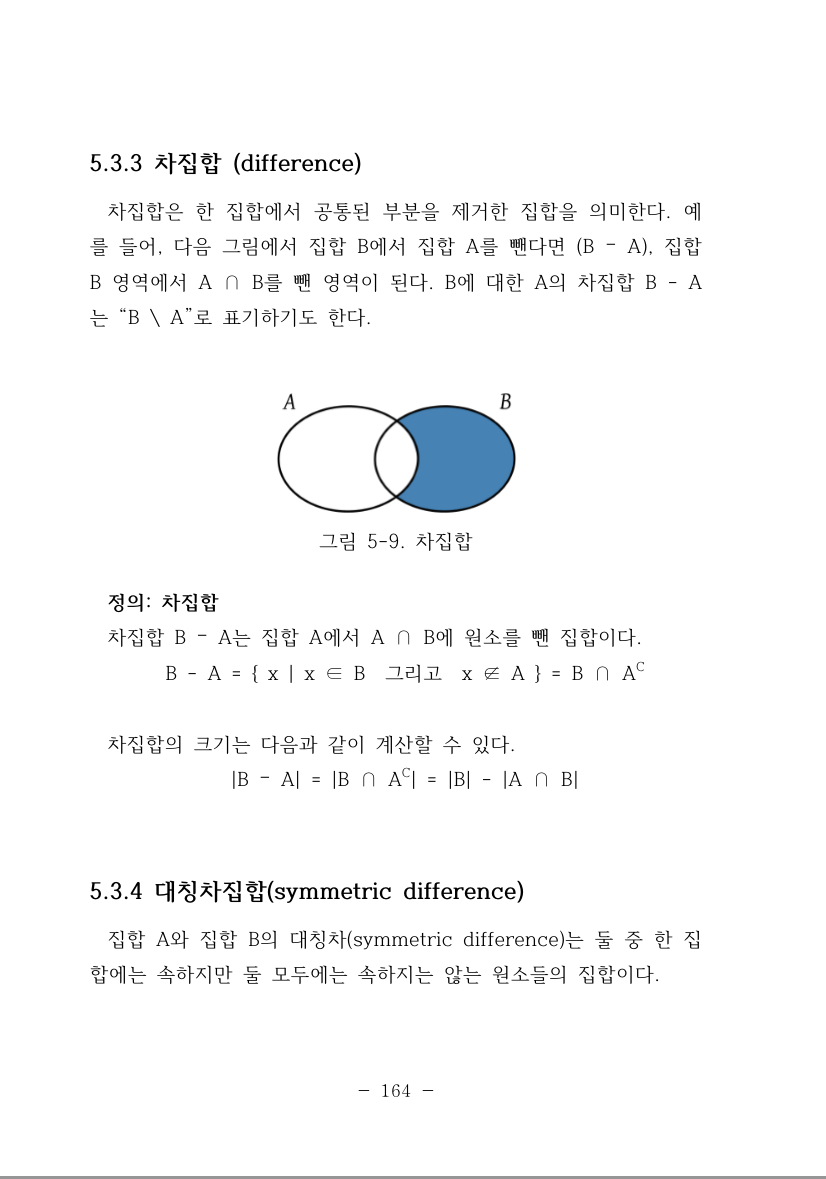 5.3.3 차집합 (difference)
차집합은 한 집합에서 공통된 부분을 제거한 집합을 의미한다. 예
를 들어, 다음 그림에서 집합 B에서 집합 A를 뺀다면 (B - A), 집합
B 영역에서 A ∩ B를 뺀 영역이 된다. B에 대한 A의 차집합 B - A
는 “B \ A”로 표기하기도 한다.
A B
그림 5-9. 차집합
정의: 차집합
차집합 B - A는 집합 A에서 A ∩ B에 원소를 뺀 집합이다.
B - A = { x | x ∈ B 그리고 x ∉ A } = B ∩ Aᶜ
차집합의 크기는 다음과 같이 계산할 수 있다.
|B - A| = |B ∩ Aᶜ| = |B| - |A ∩ B|
5.3.4 대칭차집합(symmetric difference)
집합 A와 집합 B의 대칭차(symmetric difference)는 둘 중 한 집
합에는 속하지만 둘 모두에는 속하지는 않는 원소들의 집합이다.
- 164 -